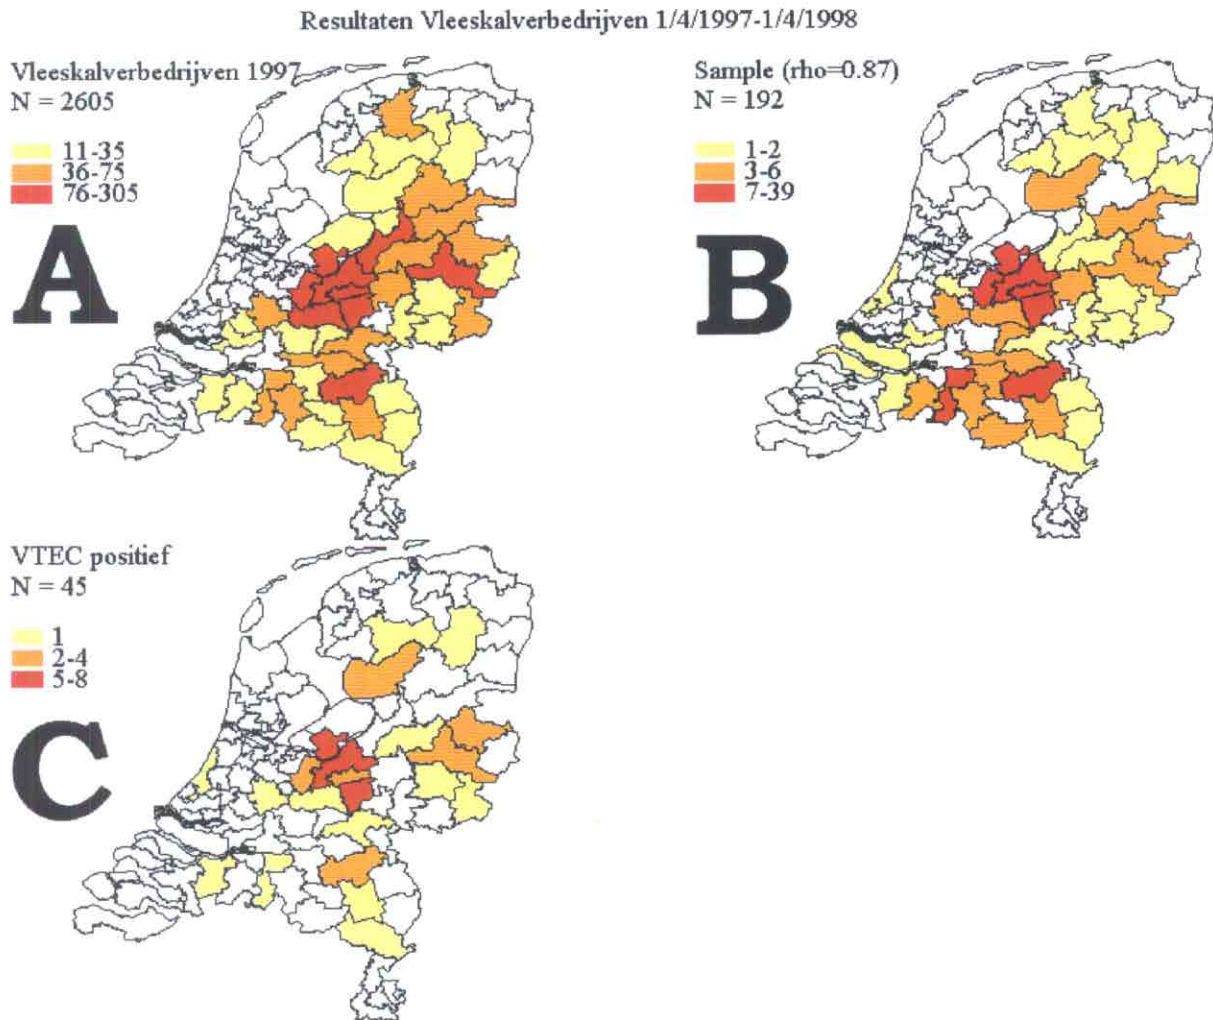 Resultaten Vleeskalverbedrijven 1/4/1997-1/4/1998
Vleeskalverbedrijven 1997
N = 2605
11-35
36-75
76-305
A
Sample (rho=0.87)
N = 192
1-2
3-6
7-39
B
VTEC positief
N = 45
1
2-4
5-8
C